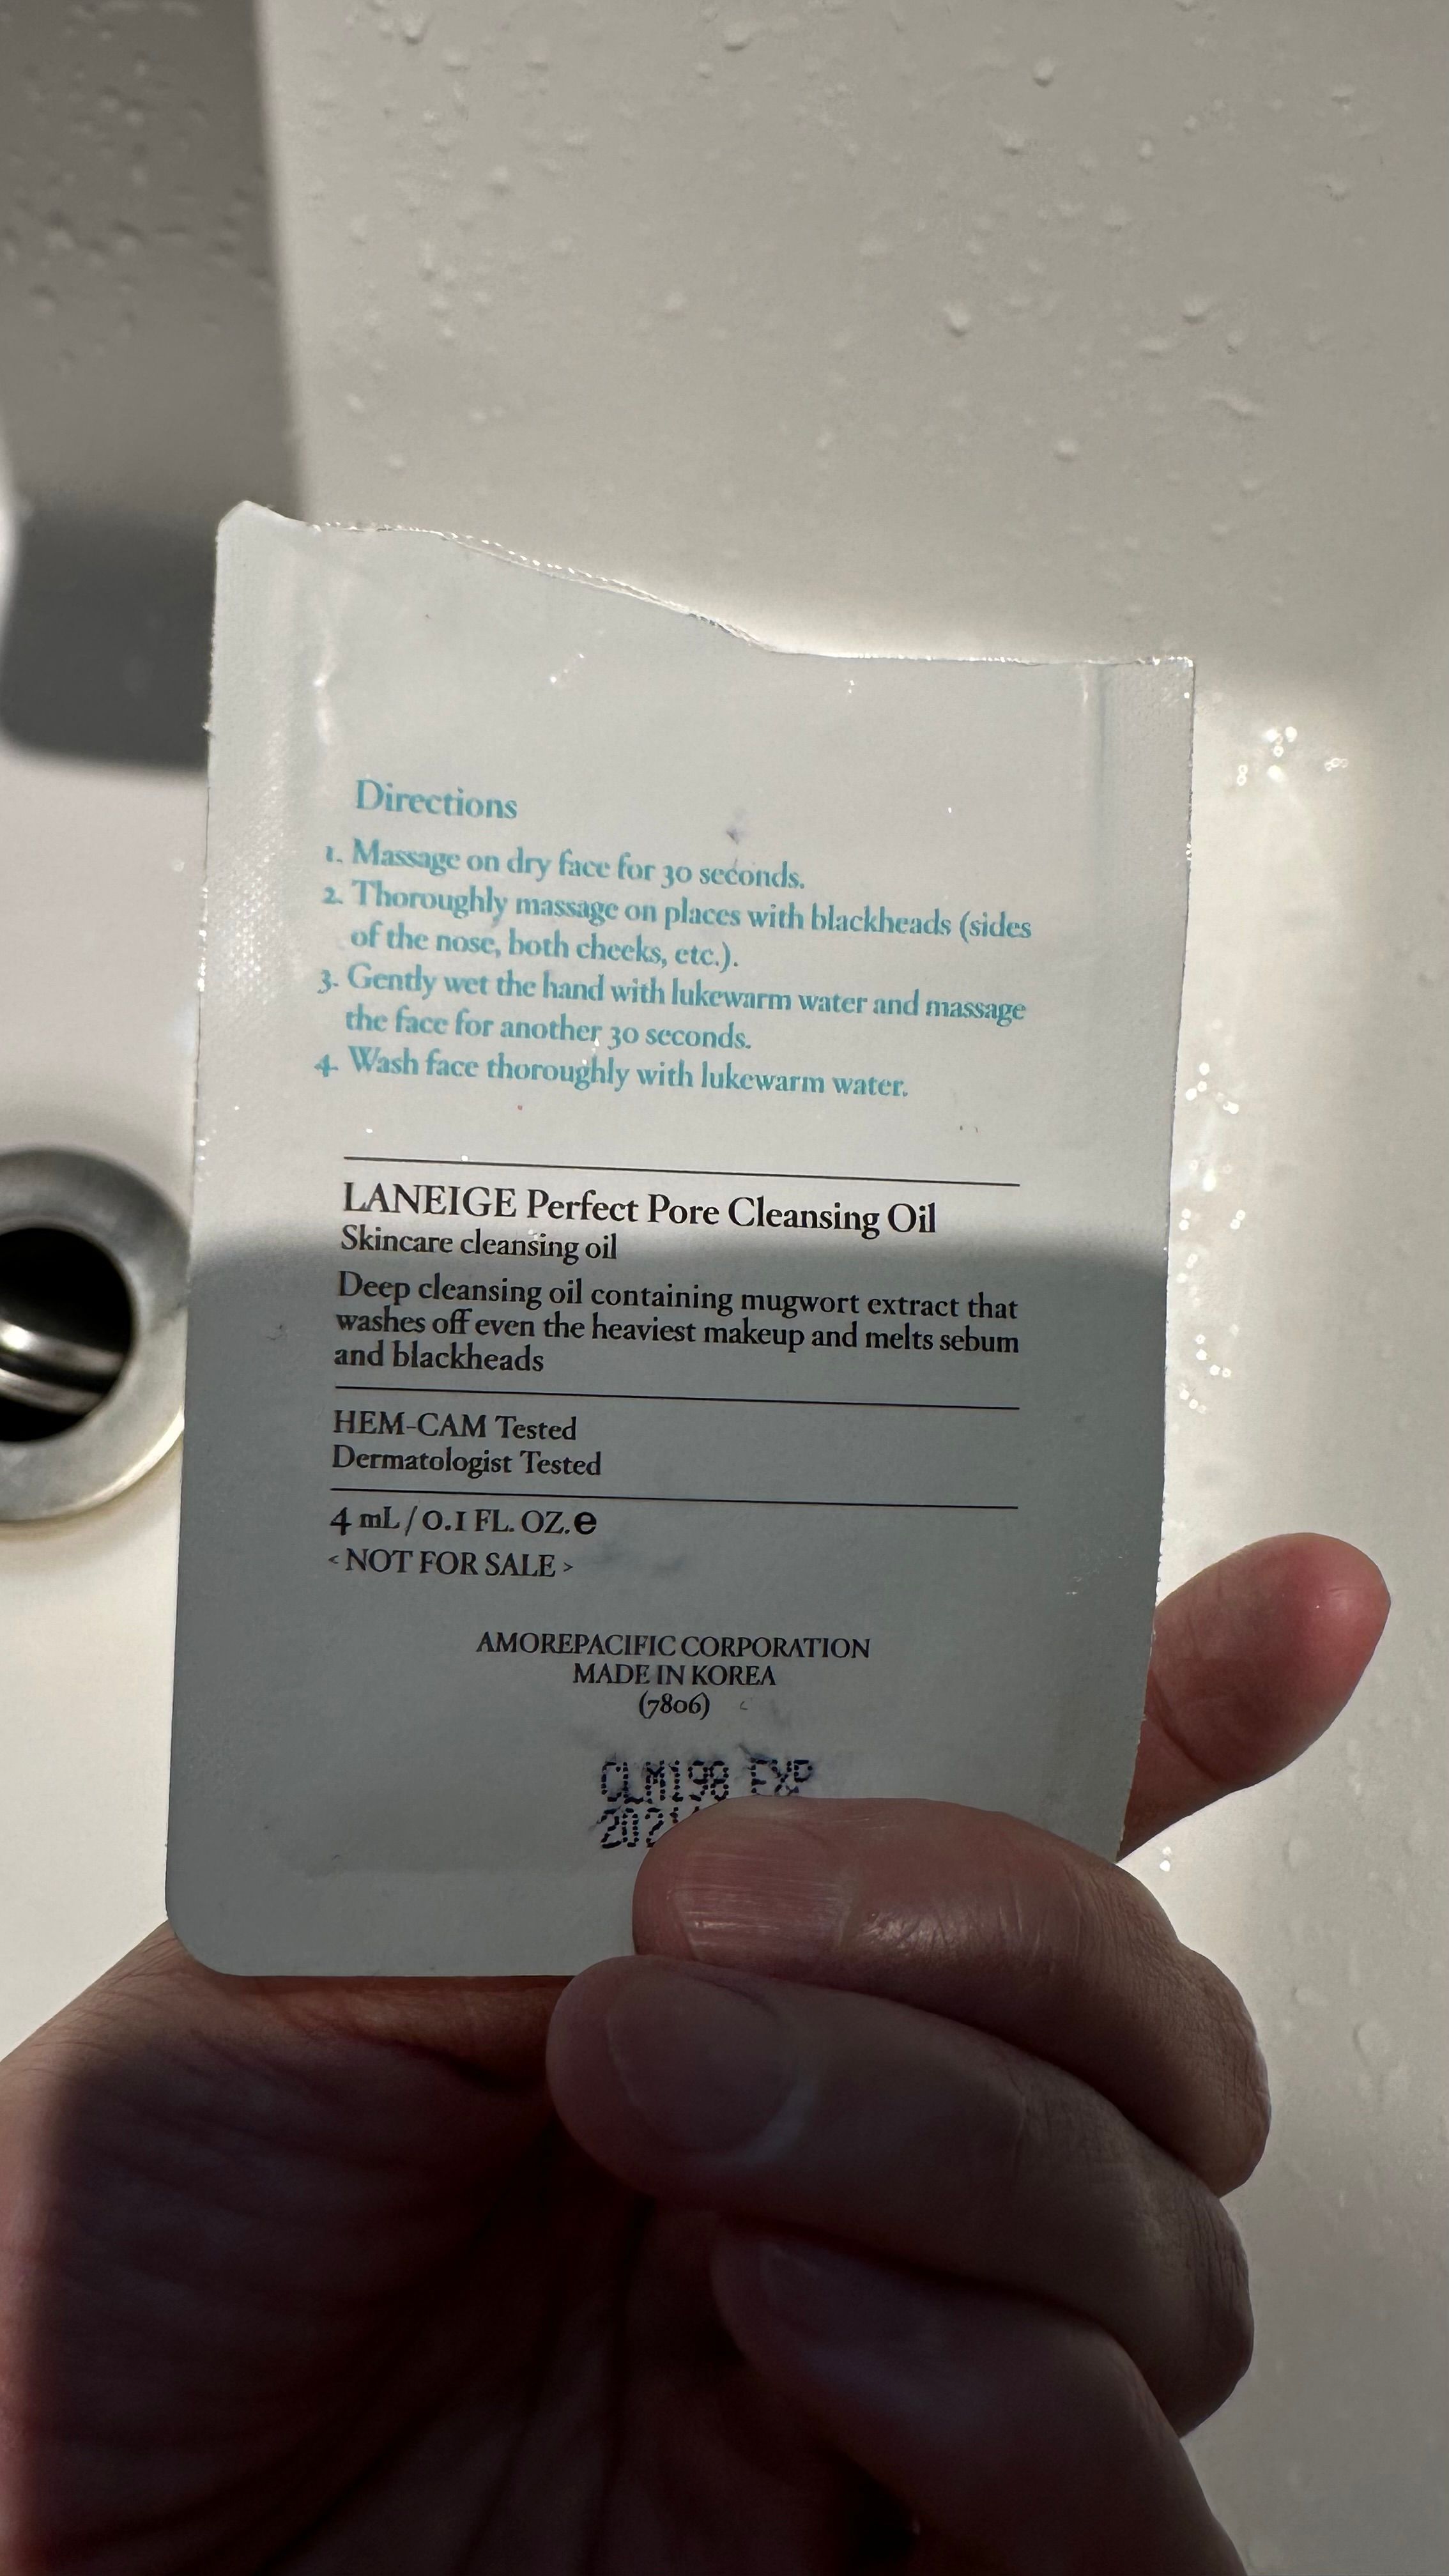 Directions
1. Massage on dry face for 30 seconds.
2. Thoroughly massage on places with blackheads (sides
of the nose, both cheeks, etc.).
3. Gently wet the hand with lukewarm water and massage
the face for another 30 seconds.
4. Wash face thoroughly with lukewarm water.
LANEIGE Perfect Pore Cleansing Oil
Skincare cleansing oil
Deep cleansing oil containing mugwort extract that
washes off even the heaviest makeup and melts sebum
and blackheads
HEM-CAM Tested
Dermatologist Tested
4 mL / 0.1 FL. OZ. e
<NOT FOR SALE>
AMOREPACIFIC CORPORATION
MADE IN KOREA
(7806)
CLM198 EXP